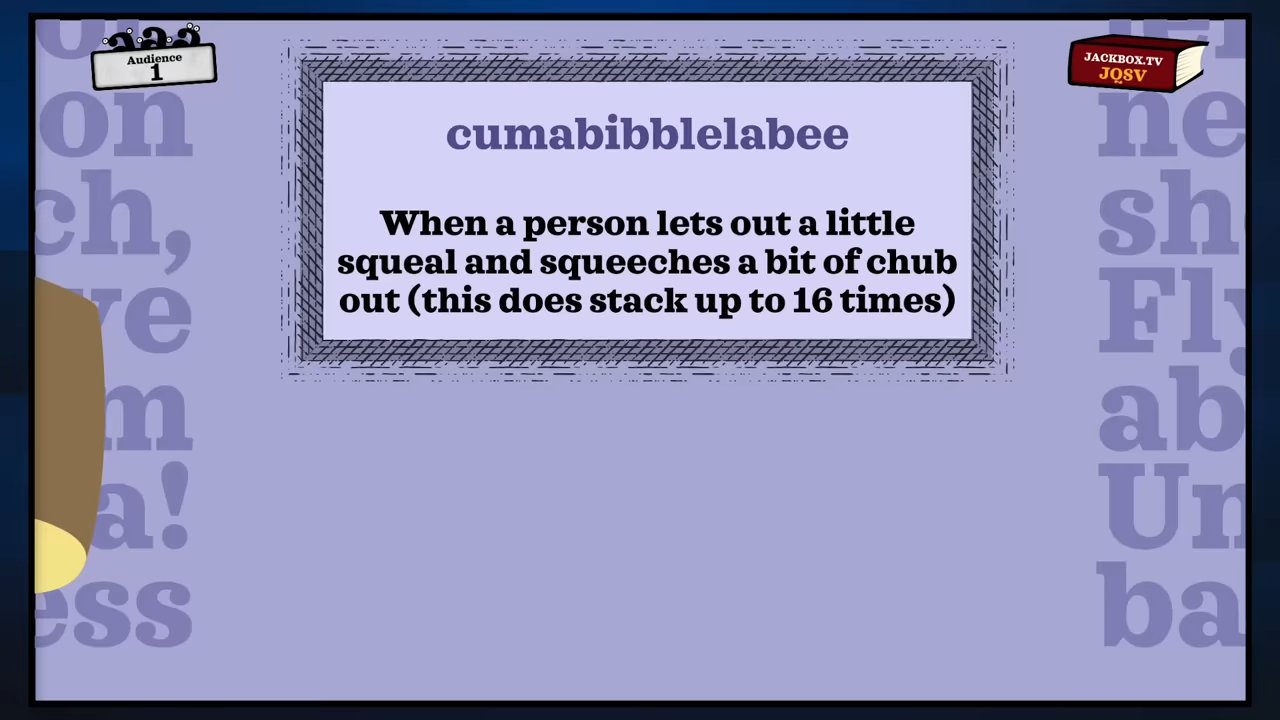 Audience
1
JACKBOX.TV
JQSV
cumabibblelabee
When a person lets out a little
squeal and squeeches a bit of chub
out (this does stack up to 16 times)